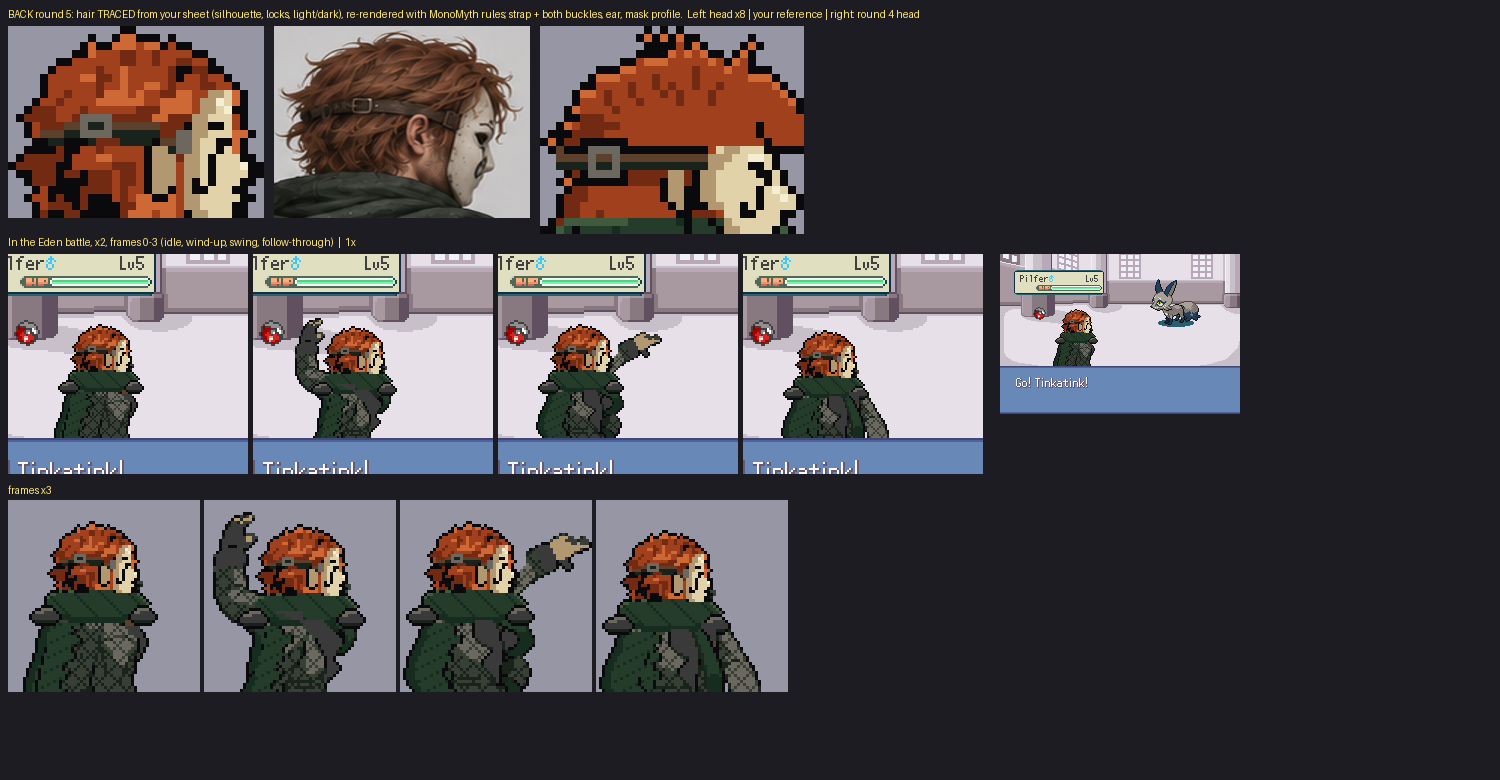 BACK round 5: hair TRACED from your sheet (silhouette, locks, light/dark), re-rendered with MonoMyth rules; strap + both buckles, ear, mask profile.  Left head x8 | your reference | right: round 4 head
In the Eden battle, x2, frames 0-3 (idle, wind-up, swing, follow-through)  |  1x
lfer♂ Lv5
lfer♂ Lv5
lfer♂ Lv5
lfer♂ Lv5
Pilfer♂ Lv5
Go! Tinkatink!
Tinkatink!
Tinkatink!
Tinkatink!
Tinkatink!
frames x3